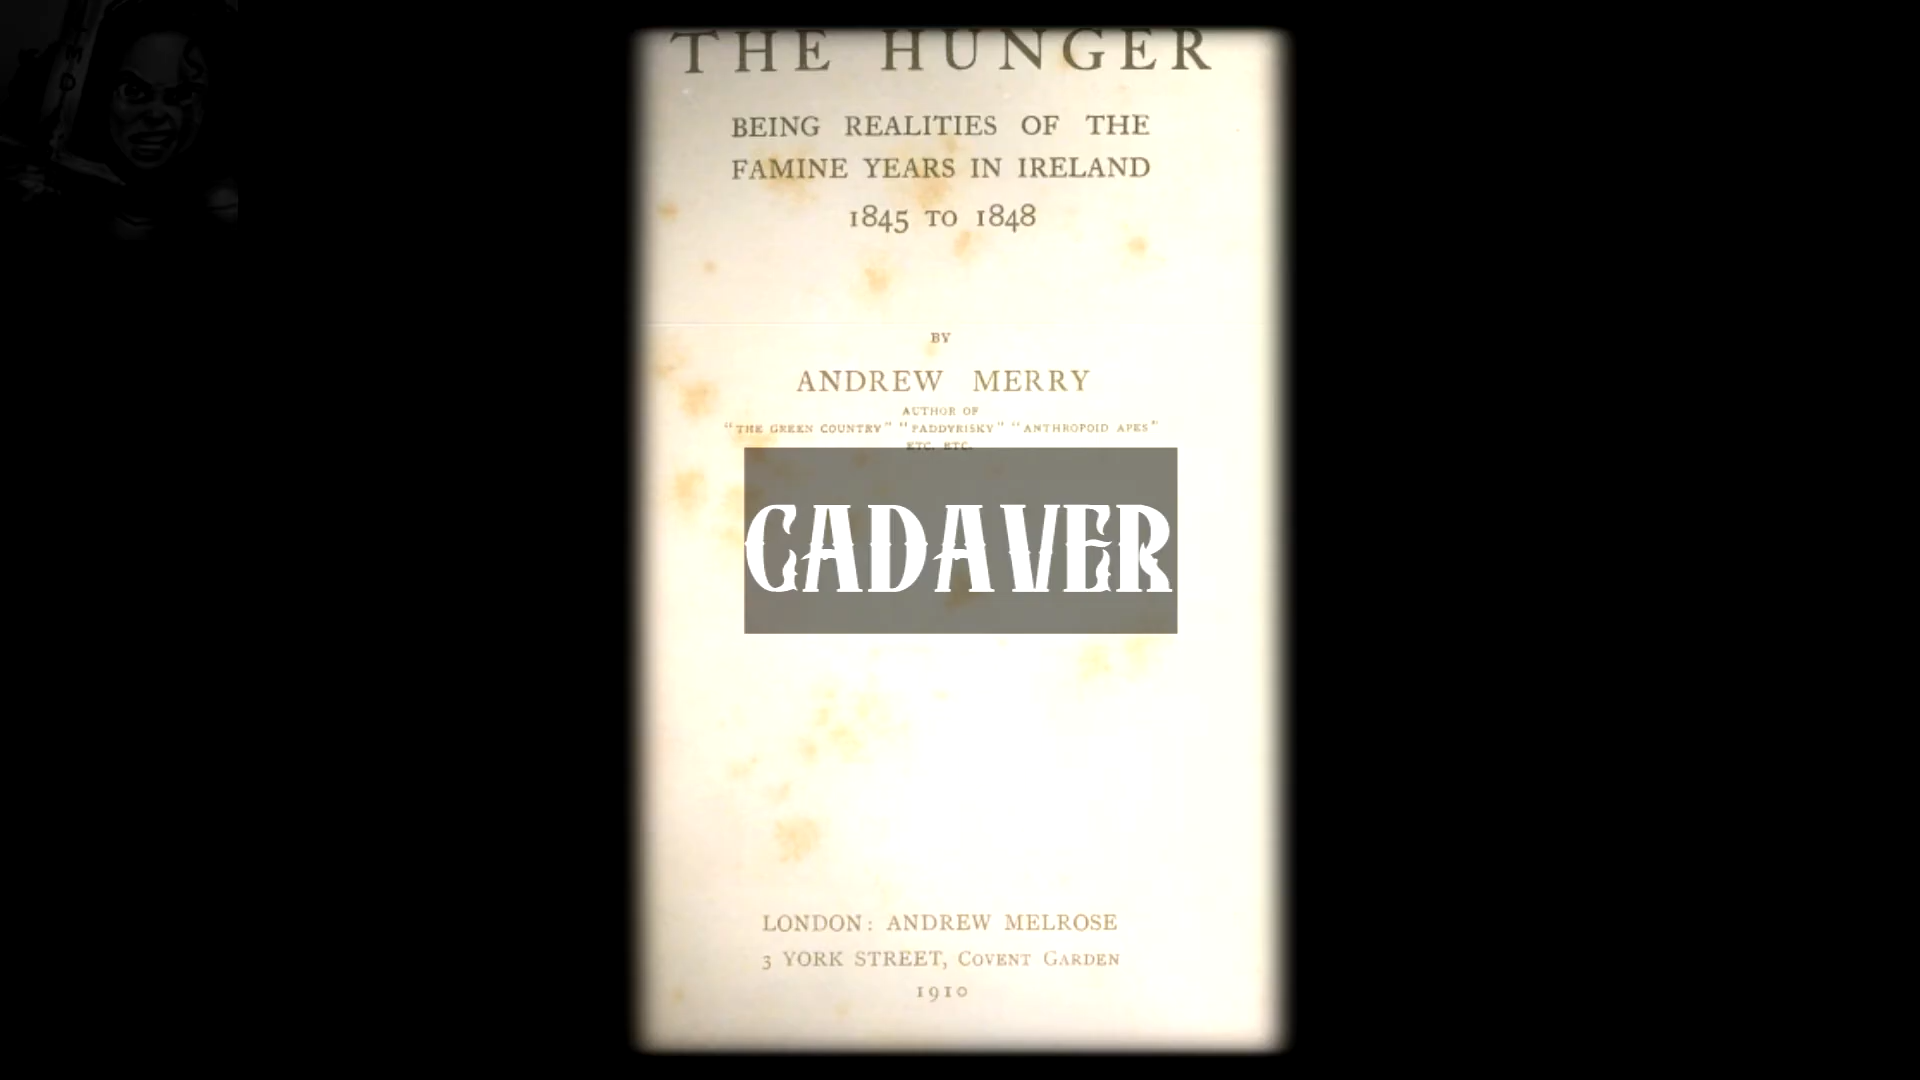 THE HUNGER
BEING REALITIES OF THE
FAMINE YEARS IN IRELAND
1845 TO 1848
BY
ANDREW MERRY
AUTHOR OF
"THE GREEN COUNTRY" "PADDYRISKY" "ANTHROPOID APES"
ETC. ETC.
CADAVER
LONDON: ANDREW MELROSE
3 YORK STREET, COVENT GARDEN
1910